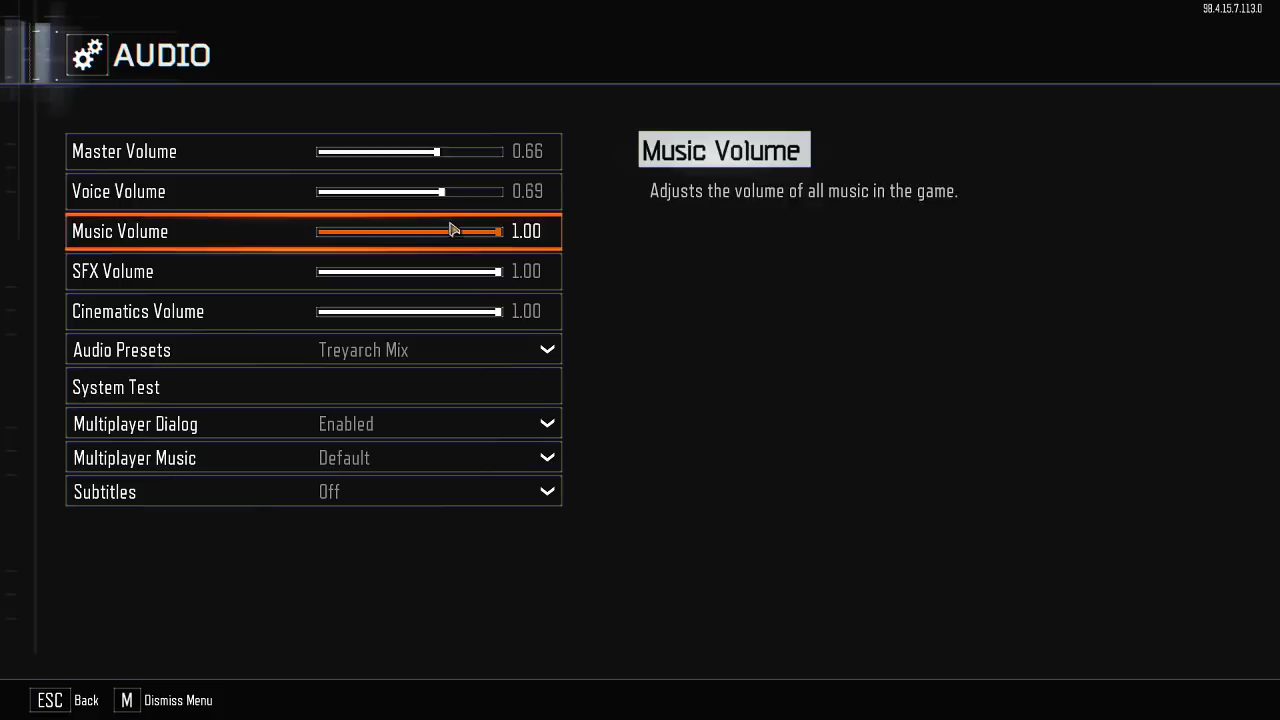 98.4.15.7.113.0
AUDIO
Master Volume 0.66
Voice Volume 0.69
Music Volume 1.00
SFX Volume 1.00
Cinematics Volume 1.00
Audio Presets Treyarch Mix
System Test
Multiplayer Dialog Enabled
Multiplayer Music Default
Subtitles Off
Music Volume
Adjusts the volume of all music in the game.
ESC Back M Dismiss Menu